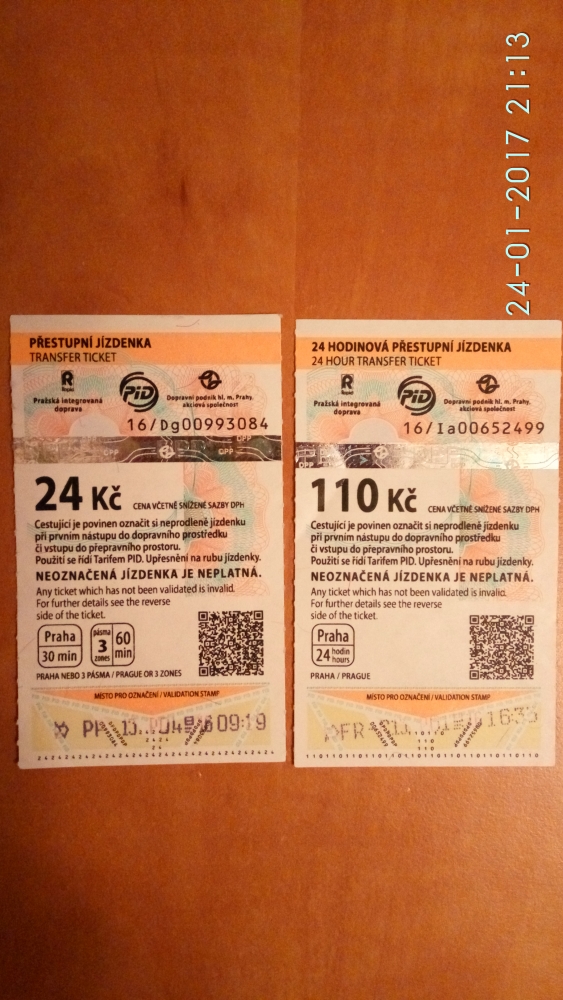 24-01-2017 21:13
PŘESTUPNÍ JÍZDENKA
TRANSFER TICKET
Pražská integrovaná
doprava
PID
Dopravní podnik hl. m. Prahy,
akciová společnost
16/Dg00993084
24 Kč CENA VČETNĚ SNÍŽENÉ SAZBY DPH
Cestující je povinen označit si neprodleně jízdenku
při prvním nástupu do dopravního prostředku
či vstupu do přepravního prostoru.
Použití se řídí Tarifem PID. Upřesnění na rubu jízdenky.
NEOZNAČENÁ JÍZDENKA JE NEPLATNÁ.
Any ticket which has not been validated is invalid.
For further details see the reverse
side of the ticket.
Praha
30 min
pásma
3
zones
60
min
PRAHA NEBO 3 PÁSMA / PRAGUE OR 3 ZONES
MÍSTO PRO OZNAČENÍ / VALIDATION STAMP
09:19
24 HODINOVÁ PŘESTUPNÍ JÍZDENKA
24 HOUR TRANSFER TICKET
Pražská integrovaná
doprava
PID
Dopravní podnik hl. m. Prahy,
akciová společnost
16/Ia00652499
110 Kč CENA VČETNĚ SNÍŽENÉ SAZBY DPH
Cestující je povinen označit si neprodleně jízdenku
při prvním nástupu do dopravního prostředku
či vstupu do přepravního prostoru.
Použití se řídí Tarifem PID. Upřesnění na rubu jízdenky.
NEOZNAČENÁ JÍZDENKA JE NEPLATNÁ.
Any ticket which has not been validated is invalid.
For further details see the reverse
side of the ticket.
Praha
24 hodin
hours
PRAHA / PRAGUE
MÍSTO PRO OZNAČENÍ / VALIDATION STAMP